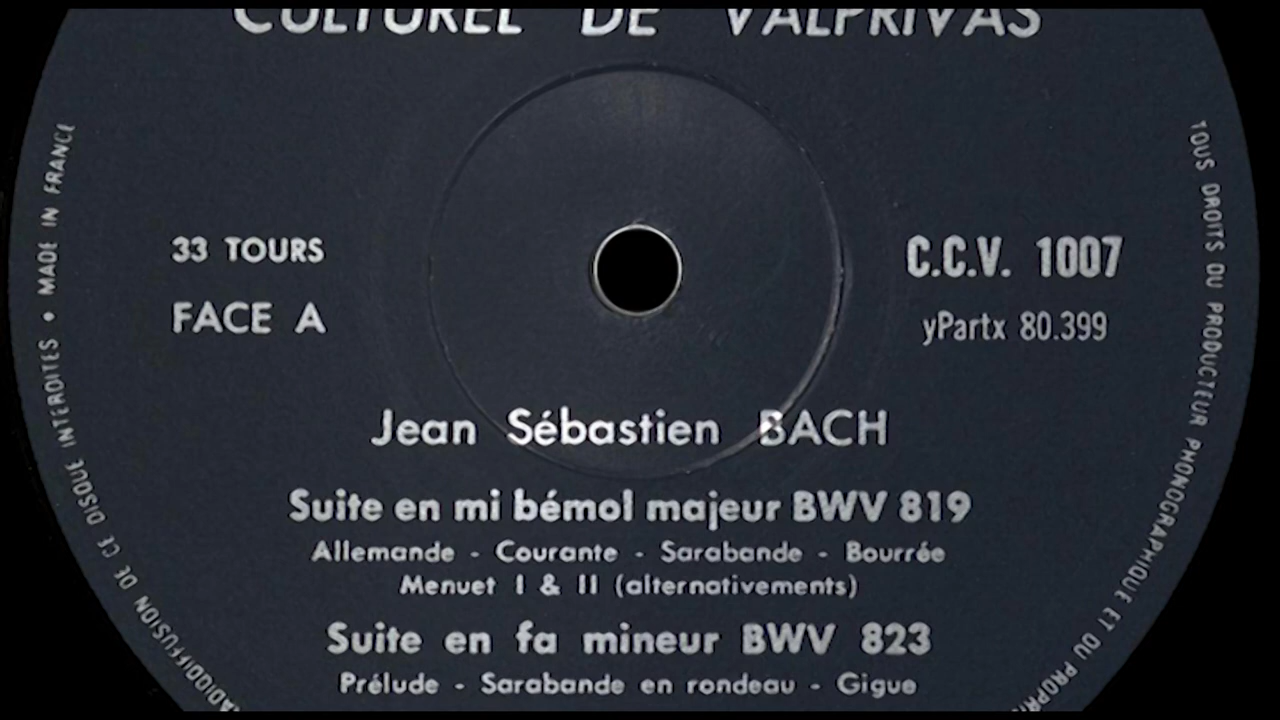 CULTUREL DE VALPRIVAS
33 TOURS
FACE A
C.C.V. 1007
yPartx 80.399
Jean Sébastien BACH
Suite en mi bémol majeur BWV 819
Allemande - Courante - Sarabande - Bourrée
Menuet I & II (alternativements)
Suite en fa mineur BWV 823
Prélude - Sarabande en rondeau - Gigue
TOUS DROITS DU PRODUCTEUR PHONOGRAPHIQUE ET DU
DE CE DISQUE INTERDITES • MADE IN FRANCE